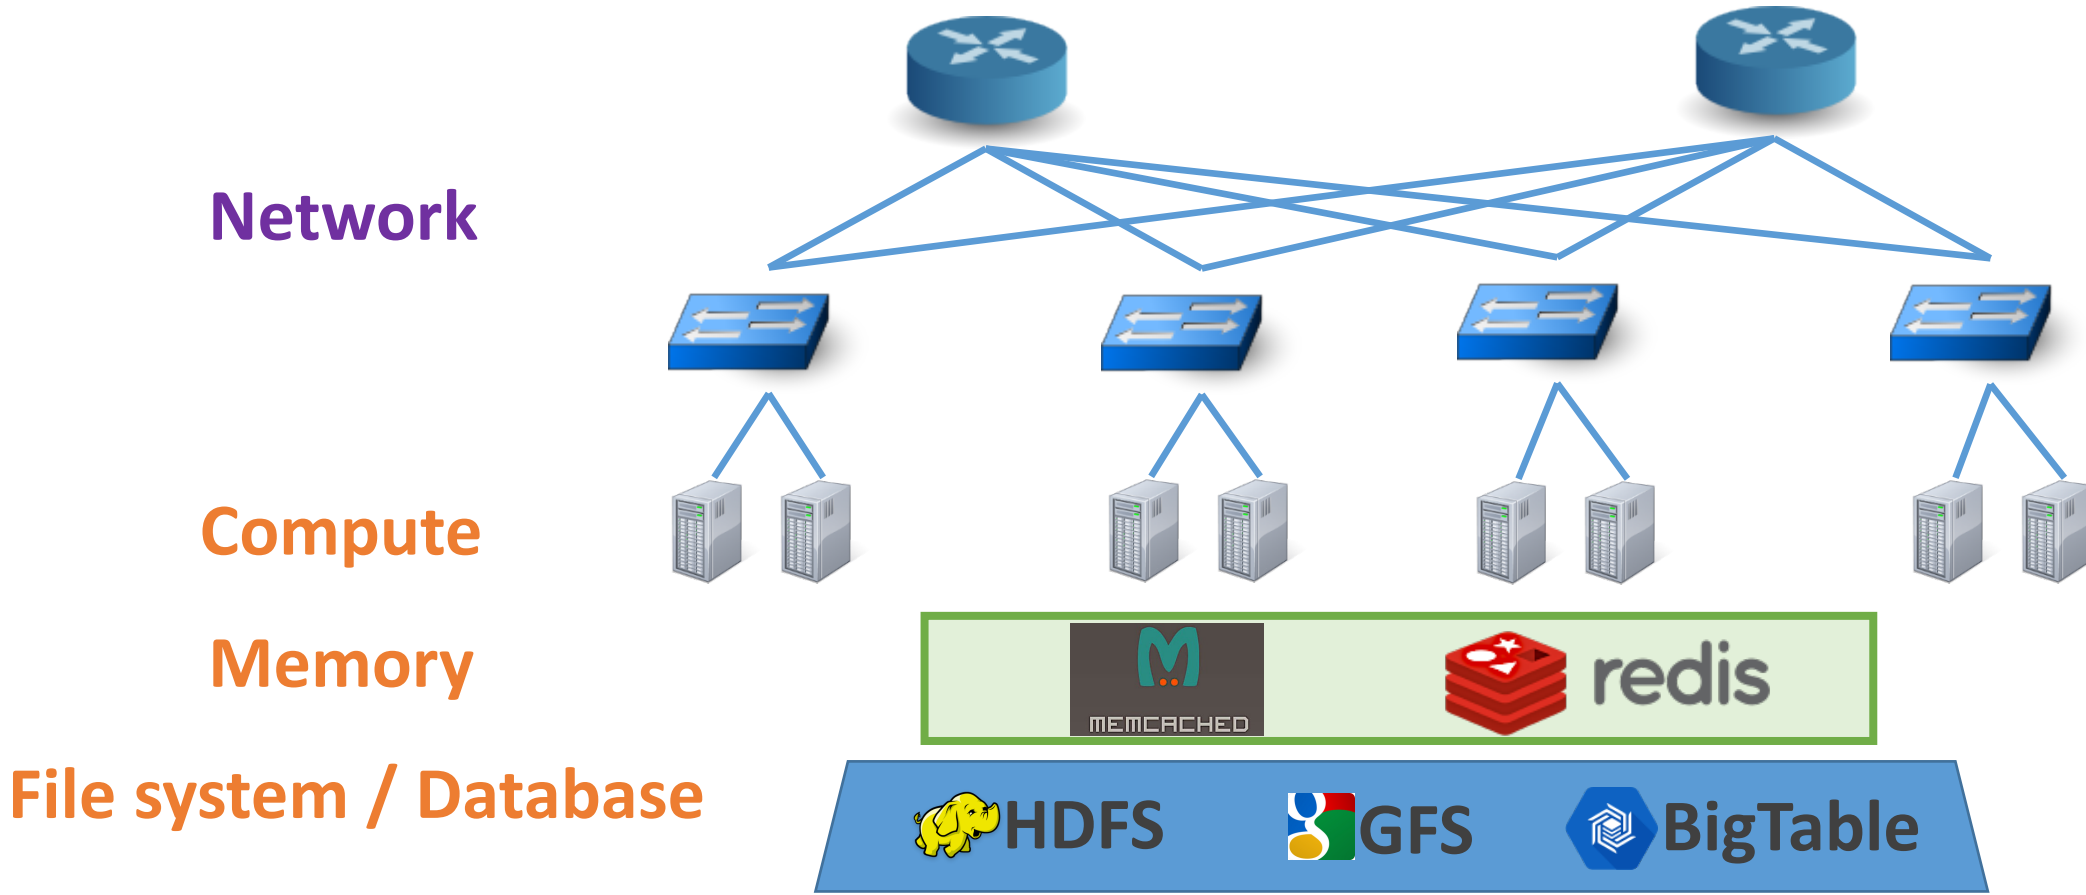 Network
Compute
Memory
MEMCACHED
redis
File system / Database
HDFS
GFS
BigTable